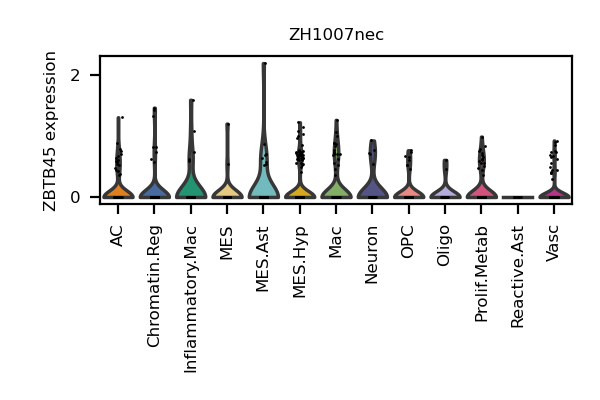 ZH1007nec
ZBTB45 expression
2
0
AC
Chromatin.Reg
Inflammatory.Mac
MES
MES.Ast
MES.Hyp
Mac
Neuron
OPC
Oligo
Prolif.Metab
Reactive.Ast
Vasc